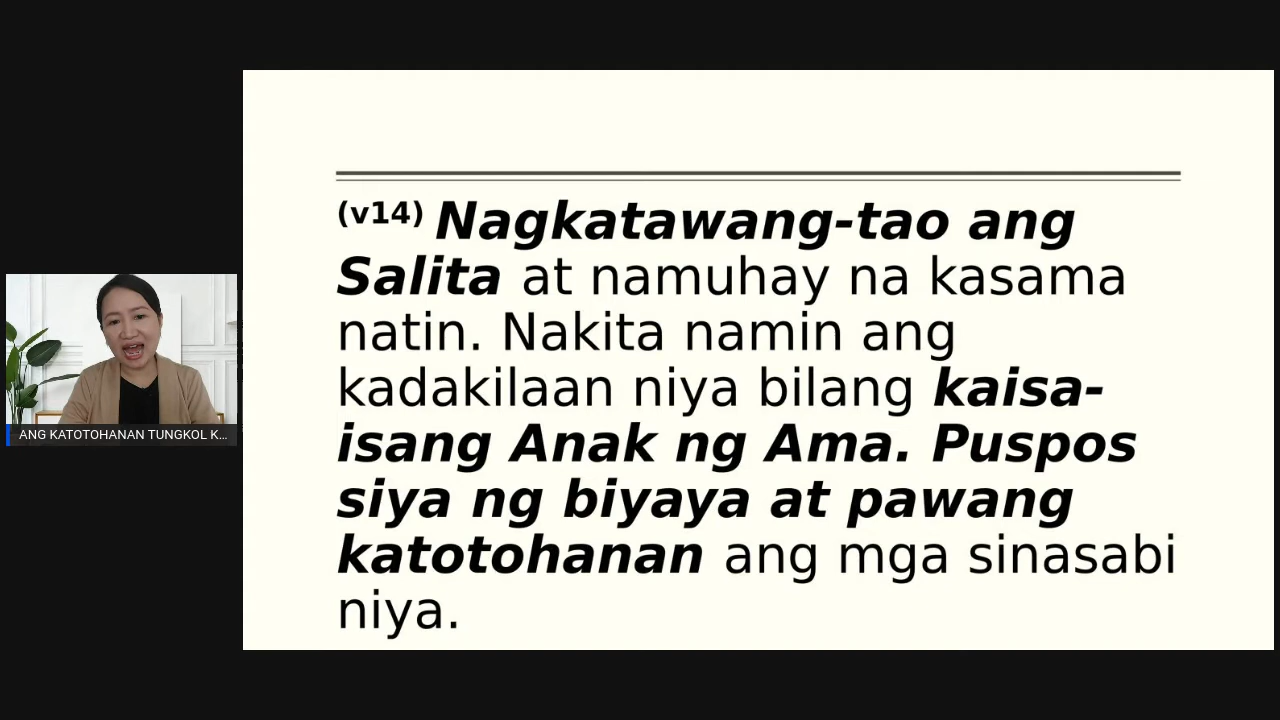 (v14) Nagkatawang-tao ang
Salita at namuhay na kasama
natin. Nakita namin ang
kadakilaan niya bilang kaisa-
isang Anak ng Ama. Puspos
siya ng biyaya at pawang
katotohanan ang mga sinasabi
niya.
ANG KATOTOHANAN TUNGKOL K...